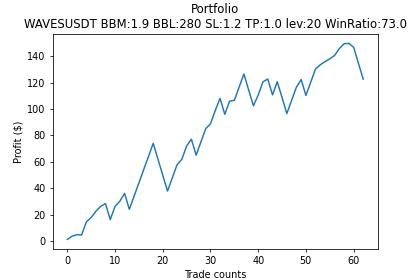 Portfolio
WAVESUSDT BBM:1.9 BBL:280 SL:1.2 TP:1.0 lev:20 WinRatio:73.0
140
120
100
80
60
40
20
0
Profit ($)
0 10 20 30 40 50 60
Trade counts